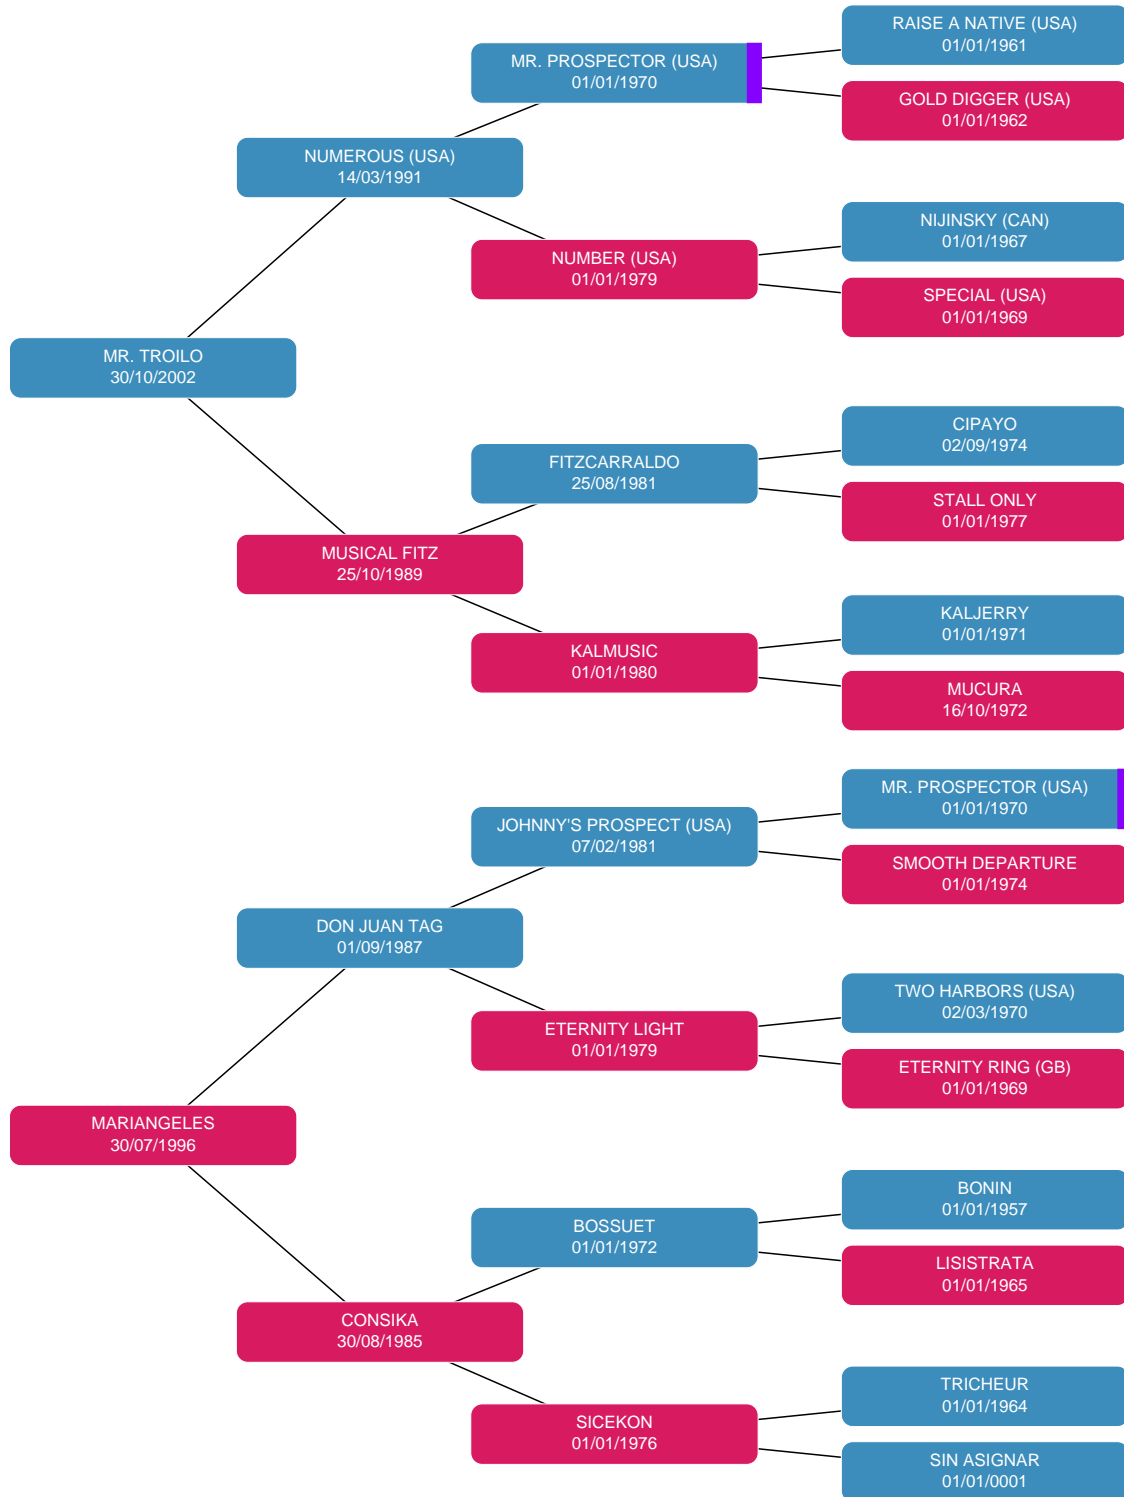 RAISE A NATIVE (USA)
01/01/1961
MR. PROSPECTOR (USA)
01/01/1970
GOLD DIGGER (USA)
01/01/1962
NUMEROUS (USA)
14/03/1991
NIJINSKY (CAN)
01/01/1967
NUMBER (USA)
01/01/1979
SPECIAL (USA)
01/01/1969
MR. TROILO
30/10/2002
CIPAYO
02/09/1974
FITZCARRALDO
25/08/1981
STALL ONLY
01/01/1977
MUSICAL FITZ
25/10/1989
KALJERRY
01/01/1971
KALMUSIC
01/01/1980
MUCURA
16/10/1972
MR. PROSPECTOR (USA)
01/01/1970
JOHNNY'S PROSPECT (USA)
07/02/1981
SMOOTH DEPARTURE
01/01/1974
DON JUAN TAG
01/09/1987
TWO HARBORS (USA)
02/03/1970
ETERNITY LIGHT
01/01/1979
ETERNITY RING (GB)
01/01/1969
MARIANGELES
30/07/1996
BONIN
01/01/1957
BOSSUET
01/01/1972
LISISTRATA
01/01/1965
CONSIKA
30/08/1985
TRICHEUR
01/01/1964
SICEKON
01/01/1976
SIN ASIGNAR
01/01/0001